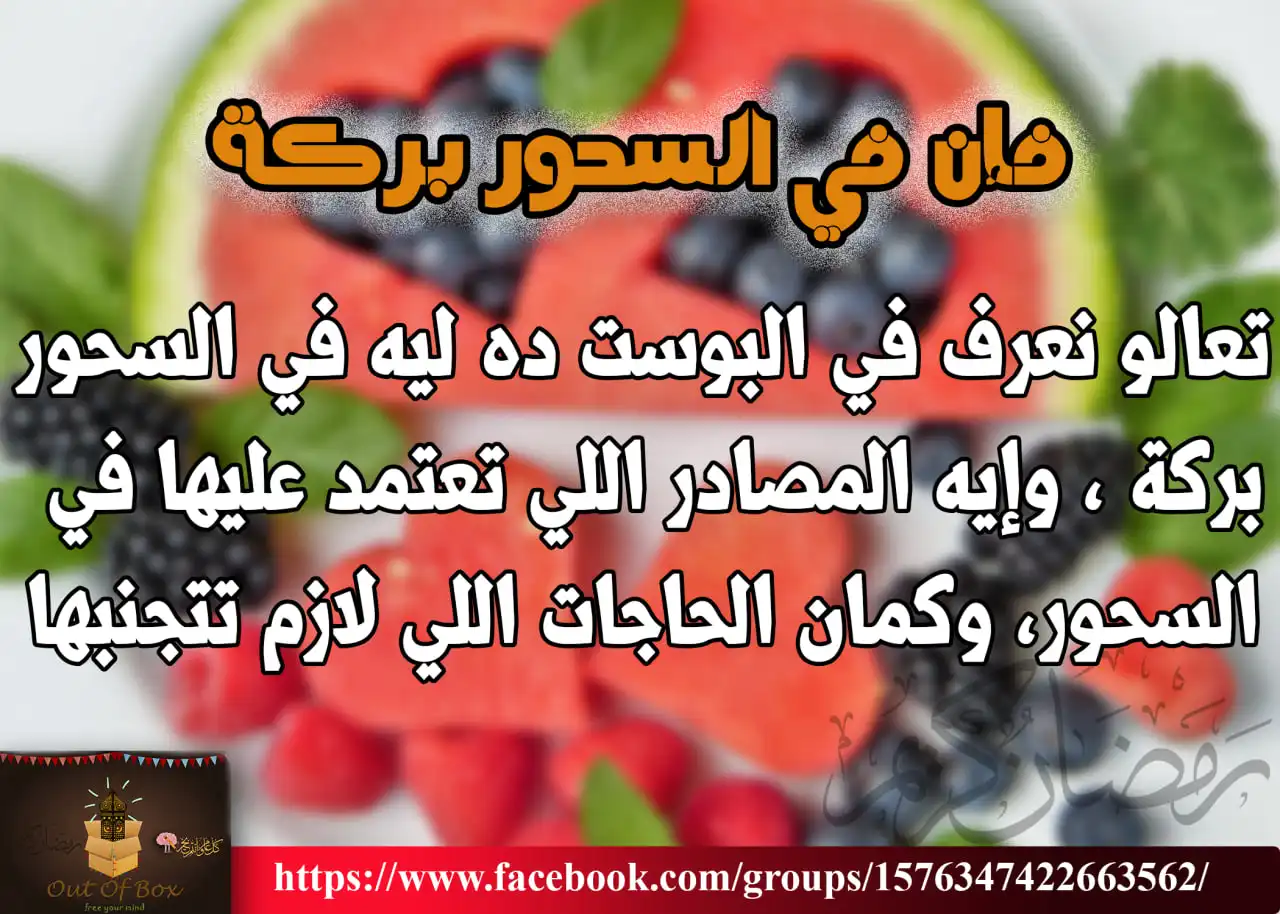 فإن في السحور بركة
تعالو نعرف في البوست ده ليه في السحور
بركة ، وإيه المصادر اللي تعتمد عليها في
السحور، وكمان الحاجات اللي لازم تتجنبها
رمضان كريم
Out Of Box
free your mind
https://www.facebook.com/groups/1576347422663562/